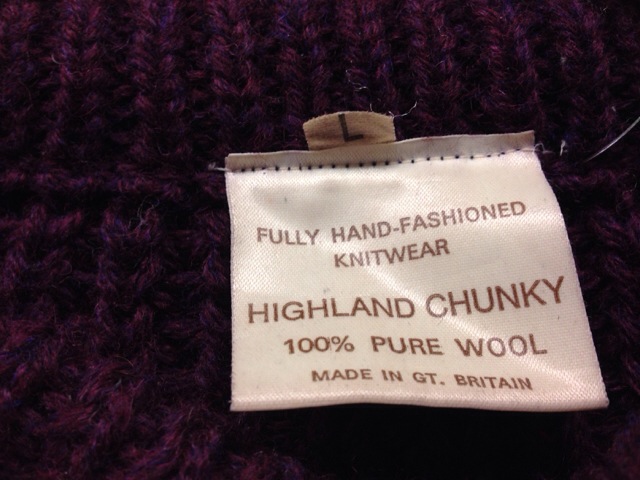 L
FULLY HAND-FASHIONED
KNITWEAR
HIGHLAND CHUNKY
100% PURE WOOL
MADE IN GT. BRITAIN